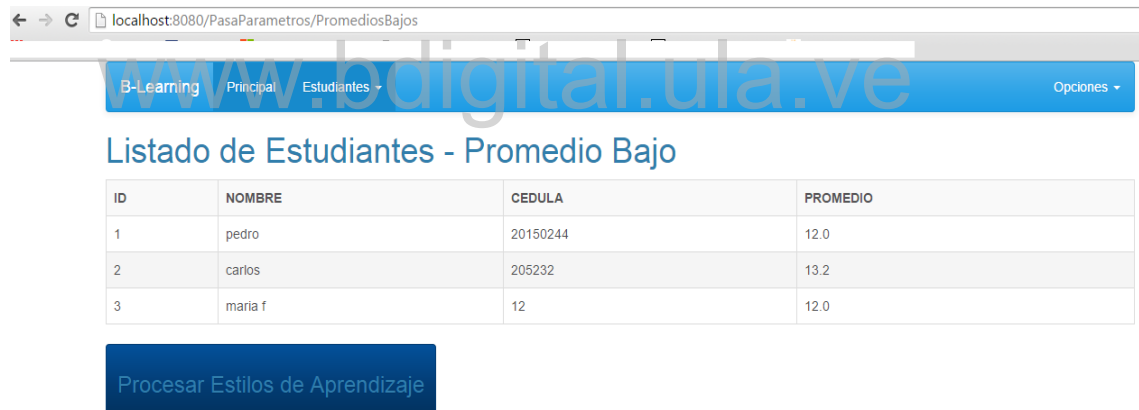 localhost:8080/PasaParametros/PromediosBajos
www.bdigital.ula.ve
B-Learning Principal Estudiantes Opciones
Listado de Estudiantes - Promedio Bajo
ID NOMBRE CEDULA PROMEDIO
1 pedro 20150244 12.0
2 carlos 205232 13.2
3 maria f 12 12.0
Procesar Estilos de Aprendizaje